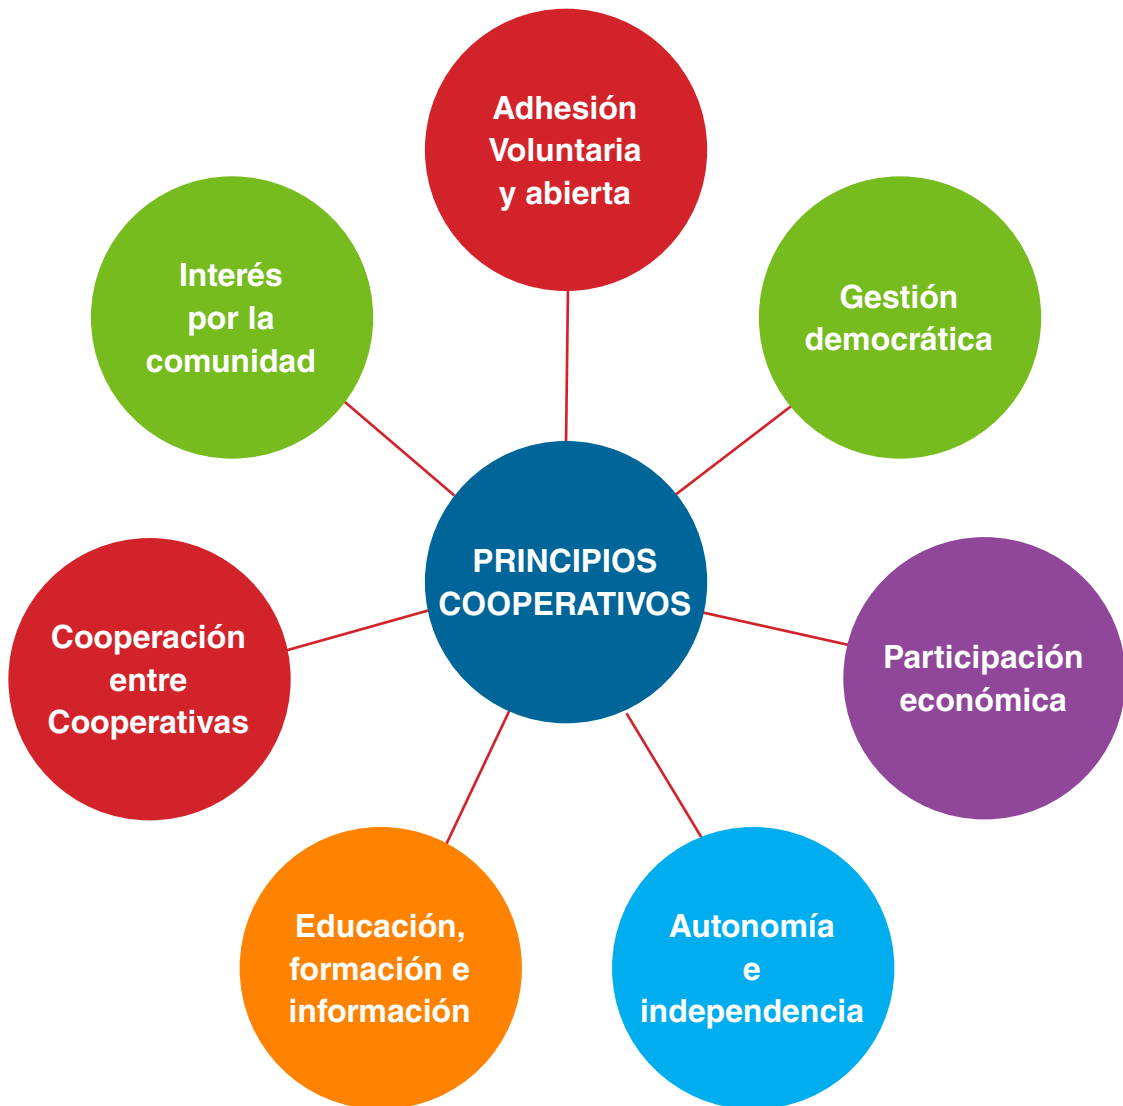 Adhesión
Voluntaria
y abierta
Gestión
democrática
Participación
económica
Autonomía
e
independencia
Educación,
formación e
información
Cooperación
entre
Cooperativas
Interés
por la
comunidad
PRINCIPIOS
COOPERATIVOS